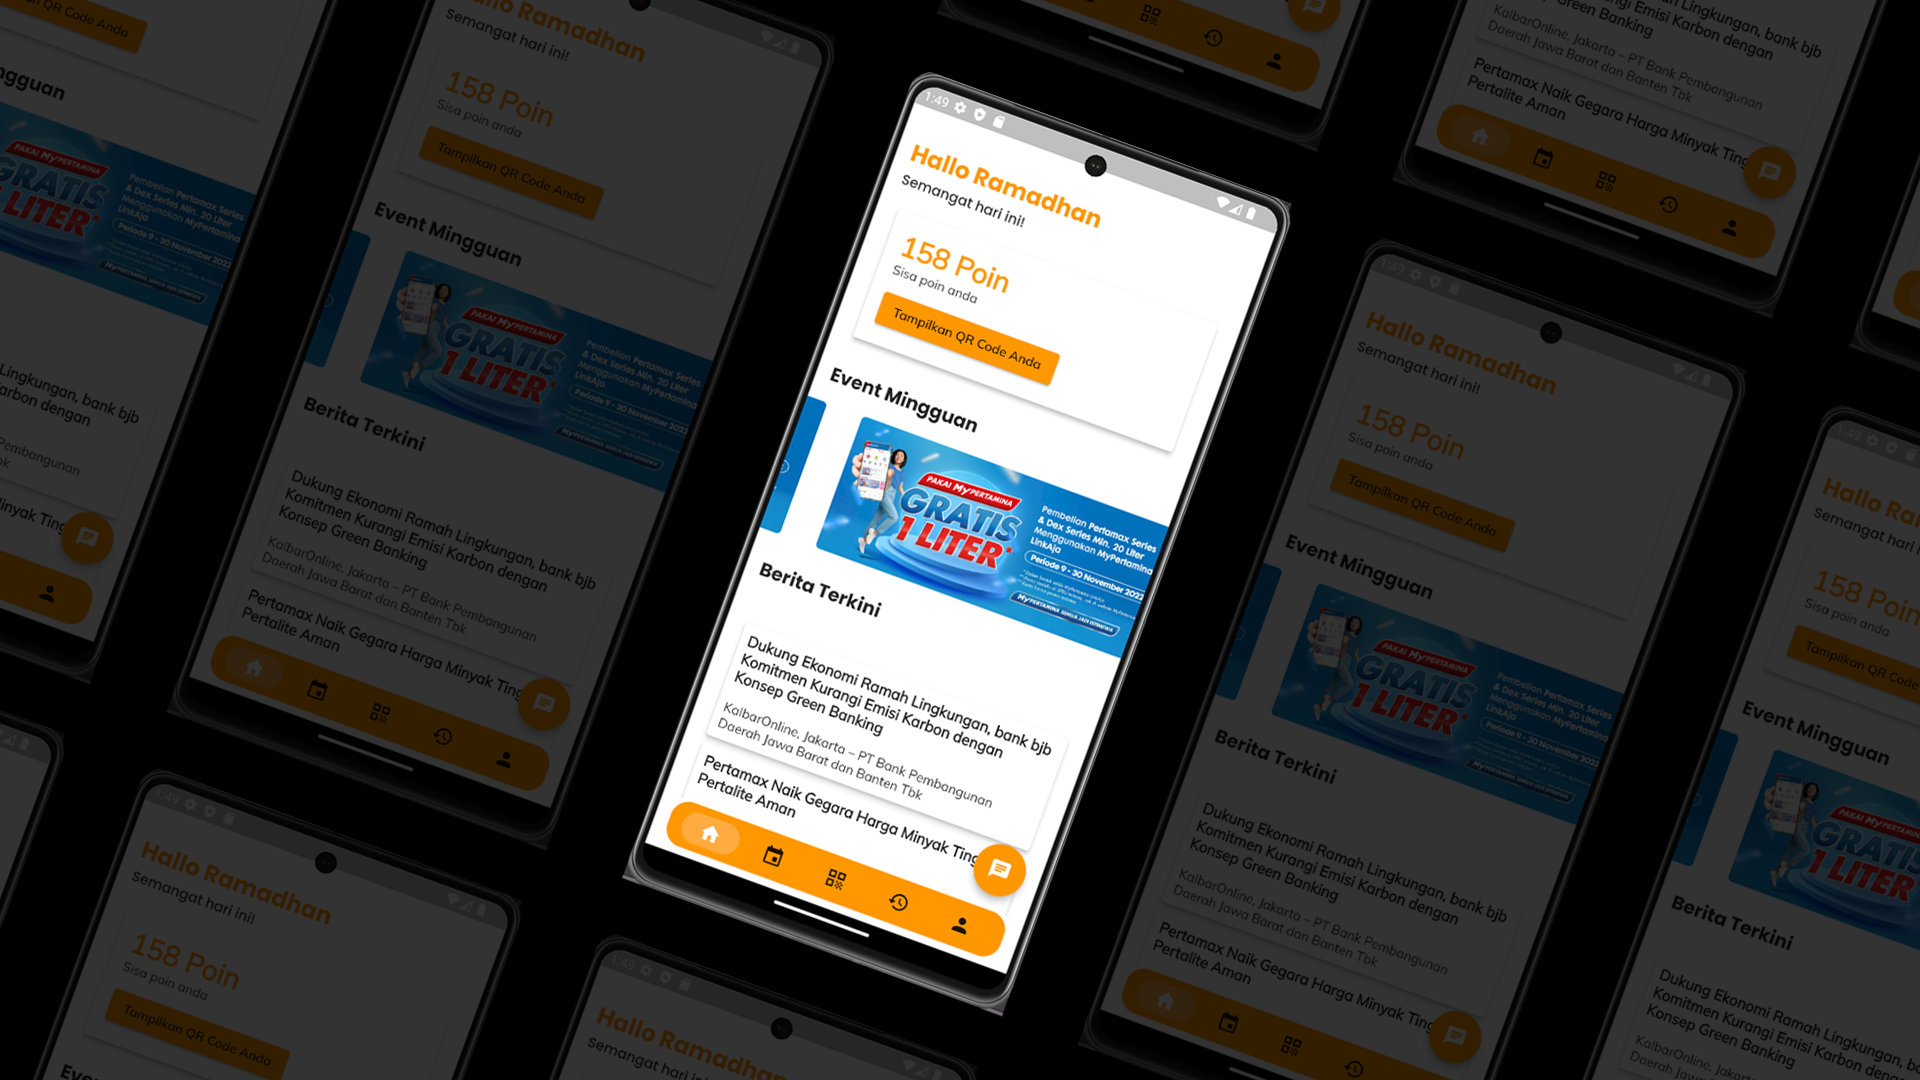 1:49
Hallo Ramadhan
Semangat hari ini!
158 Poin
Sisa poin anda
Tampilkan QR Code Anda
Event Mingguan
PAKAI MyPERTAMINA
GRATIS
1 LITER*
Pembelian Pertamax Series
& Dex Series Min. 20 Liter
Menggunakan MyPertamina
LinkAja
Periode 9 - 30 November 2022
MyPERTAMINA SEMUA JADI ISTIMEWA
Berita Terkini
Dukung Ekonomi Ramah Lingkungan, bank bjb
Komitmen Kurangi Emisi Karbon dengan
Konsep Green Banking
KalbarOnline, Jakarta – PT Bank Pembangunan
Daerah Jawa Barat dan Banten Tbk
Pertamax Naik Gegara Harga Minyak Ting
Pertalite Aman